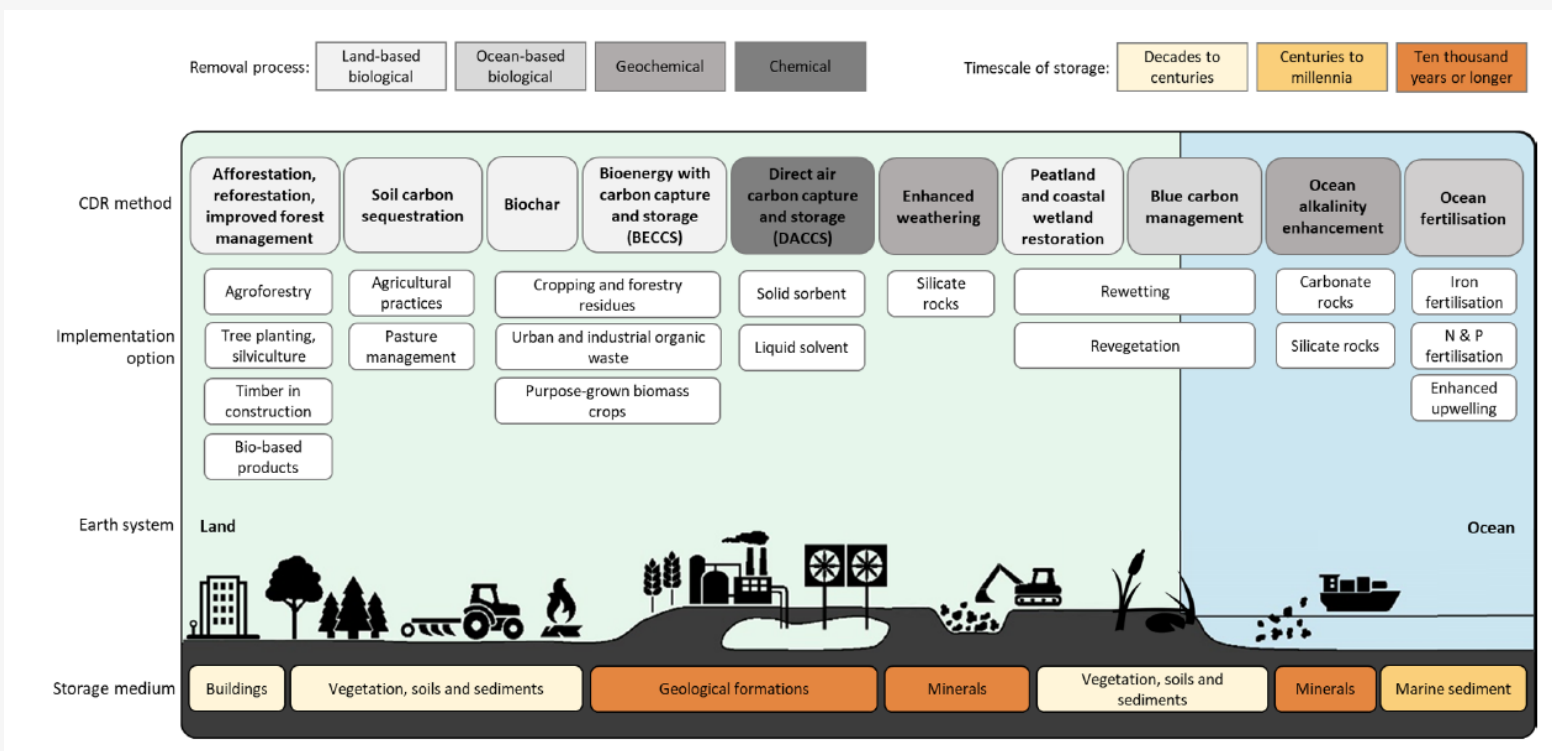 Removal process:
Land-based
biological
Ocean-based
biological
Geochemical
Chemical
Timescale of storage:
Decades to
centuries
Centuries to
millennia
Ten thousand
years or longer
CDR method
Afforestation,
reforestation,
improved forest
management
Soil carbon
sequestration
Biochar
Bioenergy with
carbon capture
and storage
(BECCS)
Direct air
carbon capture
and storage
(DACCS)
Enhanced
weathering
Peatland
and coastal
wetland
restoration
Blue carbon
management
Ocean
alkalinity
enhancement
Ocean
fertilisation
Implementation
option
Agroforestry
Tree planting,
silviculture
Timber in
construction
Bio-based
products
Agricultural
practices
Pasture
management
Cropping and forestry
residues
Urban and industrial organic
waste
Purpose-grown biomass
crops
Solid sorbent
Liquid solvent
Silicate
rocks
Rewetting
Revegetation
Carbonate
rocks
Silicate rocks
Iron
fertilisation
N & P
fertilisation
Enhanced
upwelling
Earth system
Land
Ocean
Storage medium
Buildings
Vegetation, soils and sediments
Geological formations
Minerals
Vegetation, soils and
sediments
Minerals
Marine sediment